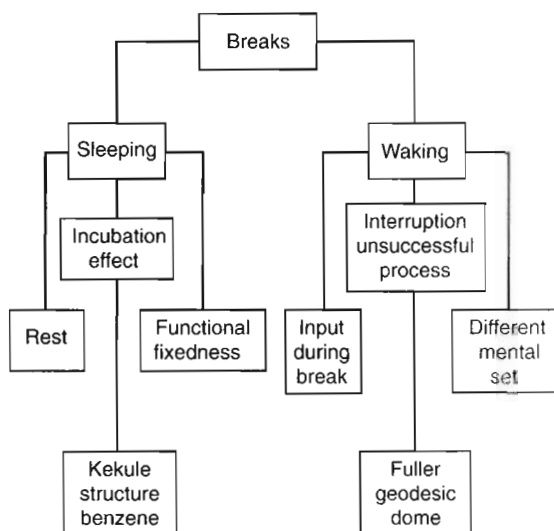 Breaks
Sleeping
Waking
Incubation
effect
Interruption
unsuccessful
process
Rest
Functional
fixedness
Input
during
break
Different
mental
set
Kekule
structure
benzene
Fuller
geodesic
dome